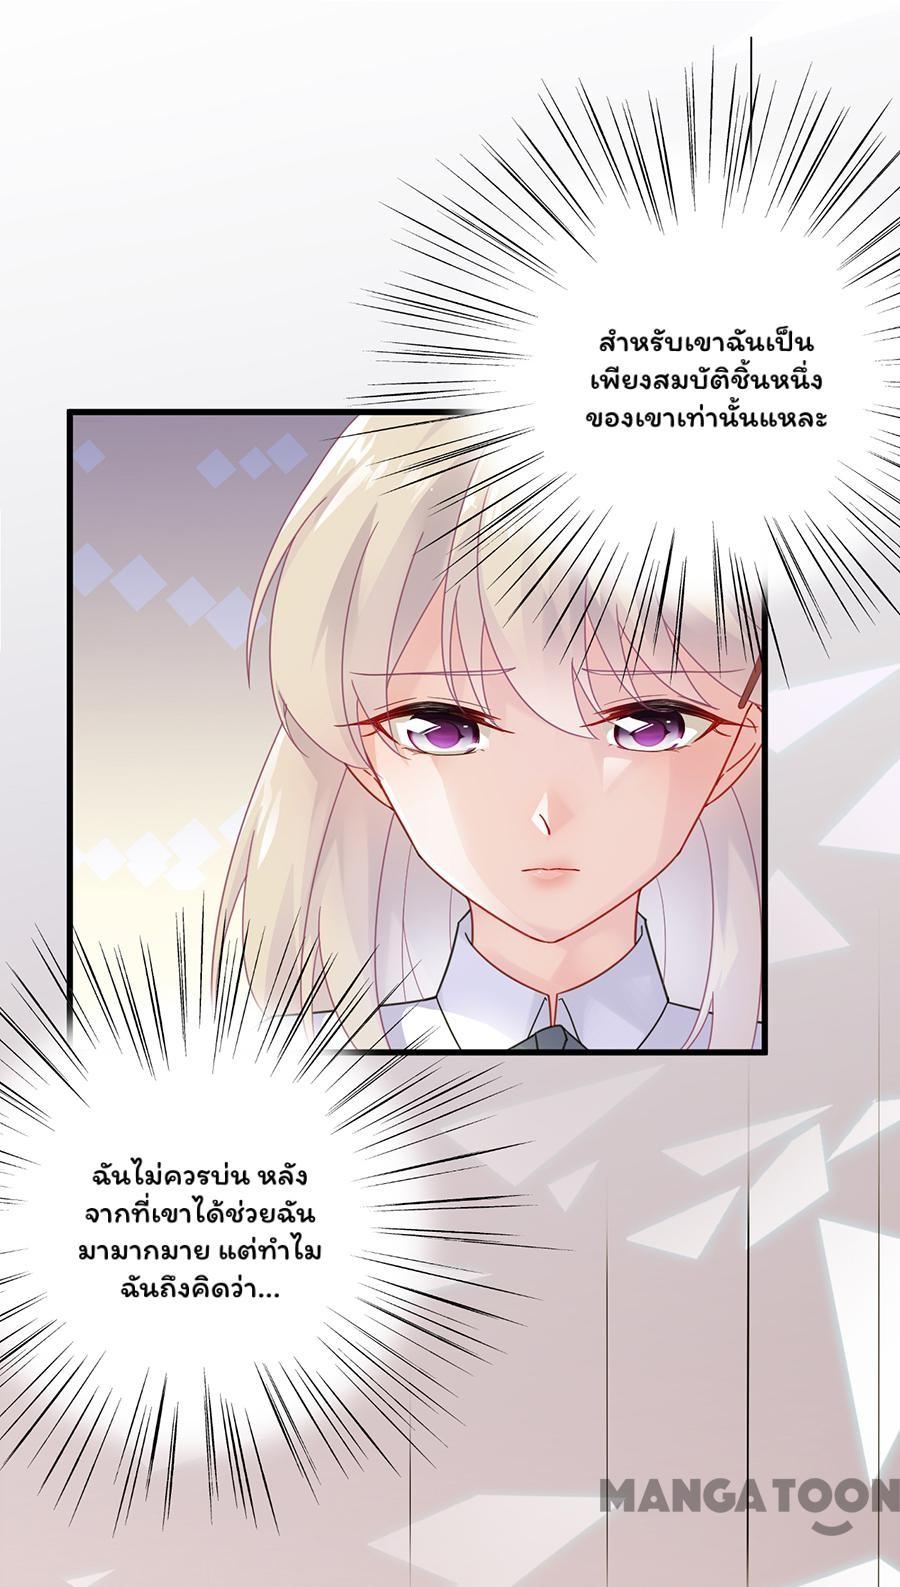 สำหรับเขาฉันเป็น
เพียงสมบัติชิ้นหนึ่ง
ของเขาเท่านั้นแหละ
ฉันไม่ควรบ่น หลัง
จากที่เขาได้ช่วยฉัน
มามากมาย แต่ทำไม
ฉันถึงคิดว่า...
MANGATOON